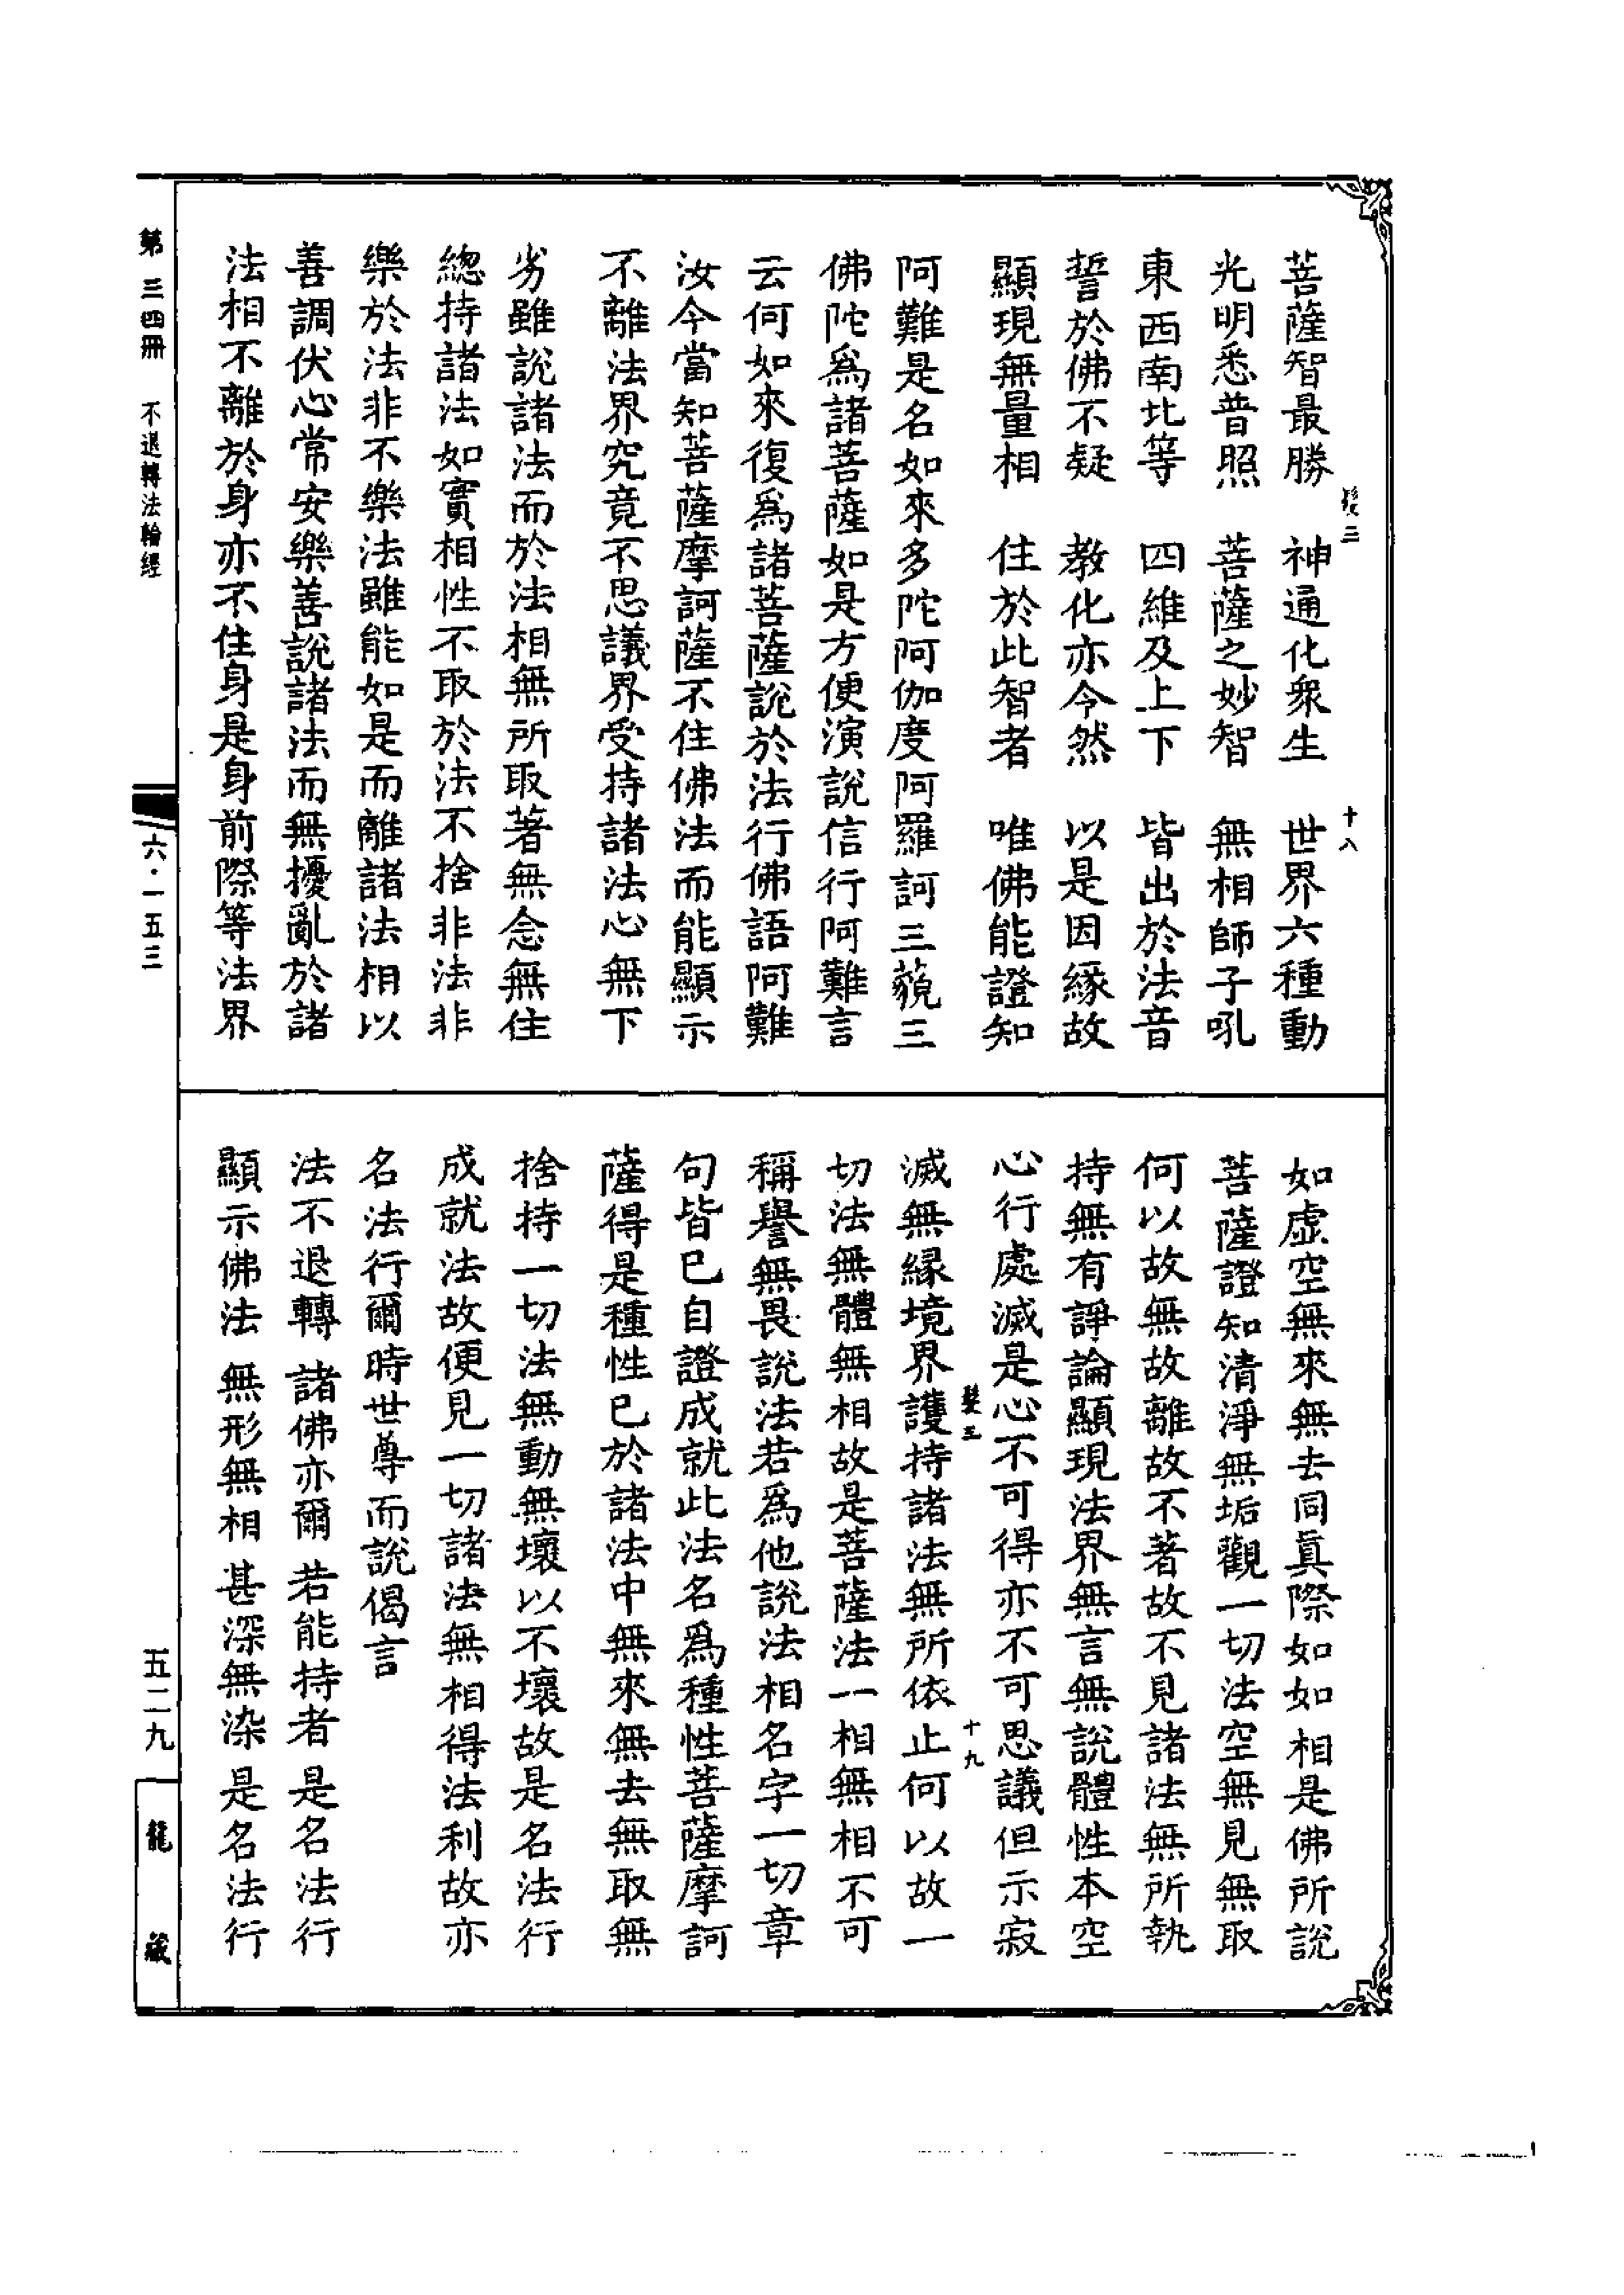 菩薩智最勝　神通化衆生　世界六種動
光明悉普照　菩薩之妙智　無相師子吼
東西南北等　四維及上下　皆出於法音
誓於佛不疑　教化亦令然　以是因緣故
顯現無量相　住於此智者　唯佛能證知
阿難是名如來多陀阿伽度阿羅訶三藐三
佛陀爲諸菩薩如是方便演說信行阿難言
云何如來復爲諸菩薩說於法行佛語阿難
汝今當知菩薩摩訶薩不住佛法而能顯示
不離法界究竟不思議界受持諸法心無下
劣雖說諸法而於法相無所取著無念無住
總持諸法如實相性不取於法不捨非法非
樂於法非不樂法雖能如是而離諸法相以
善調伏心常安樂善說諸法而無擾亂於諸
法相不離於身亦不住身是身前際等法界
如虛空無來無去同眞際如如相是佛所說
菩薩證知清淨無垢觀一切法空無見無取
何以故無故離故不著故不見諸法無所執
持無有諍論顯現法界無言無說體性本空
心行處滅是心不可得亦不可思議但示寂
滅無緣境界護持諸法無所依止何以故一
切法無體無相故是菩薩法一相無相不可
稱譽無畏說法若爲他說法相名字一切章
句皆已自證成就此法名爲種性菩薩摩訶
薩得是種性已於諸法中無來無去無取無
捨持一切法無動無壞以不壞故是名法行
成就法故便見一切諸法無相得法利故亦
名法行爾時世尊而說偈言
法不退轉　諸佛亦爾　若能持者　是名法行
顯示佛法　無形無相　甚深無染　是名法行
髮三
十八
髮三
十九
第三四冊　不退轉法輪經
六·一五三
五二九
龍藏